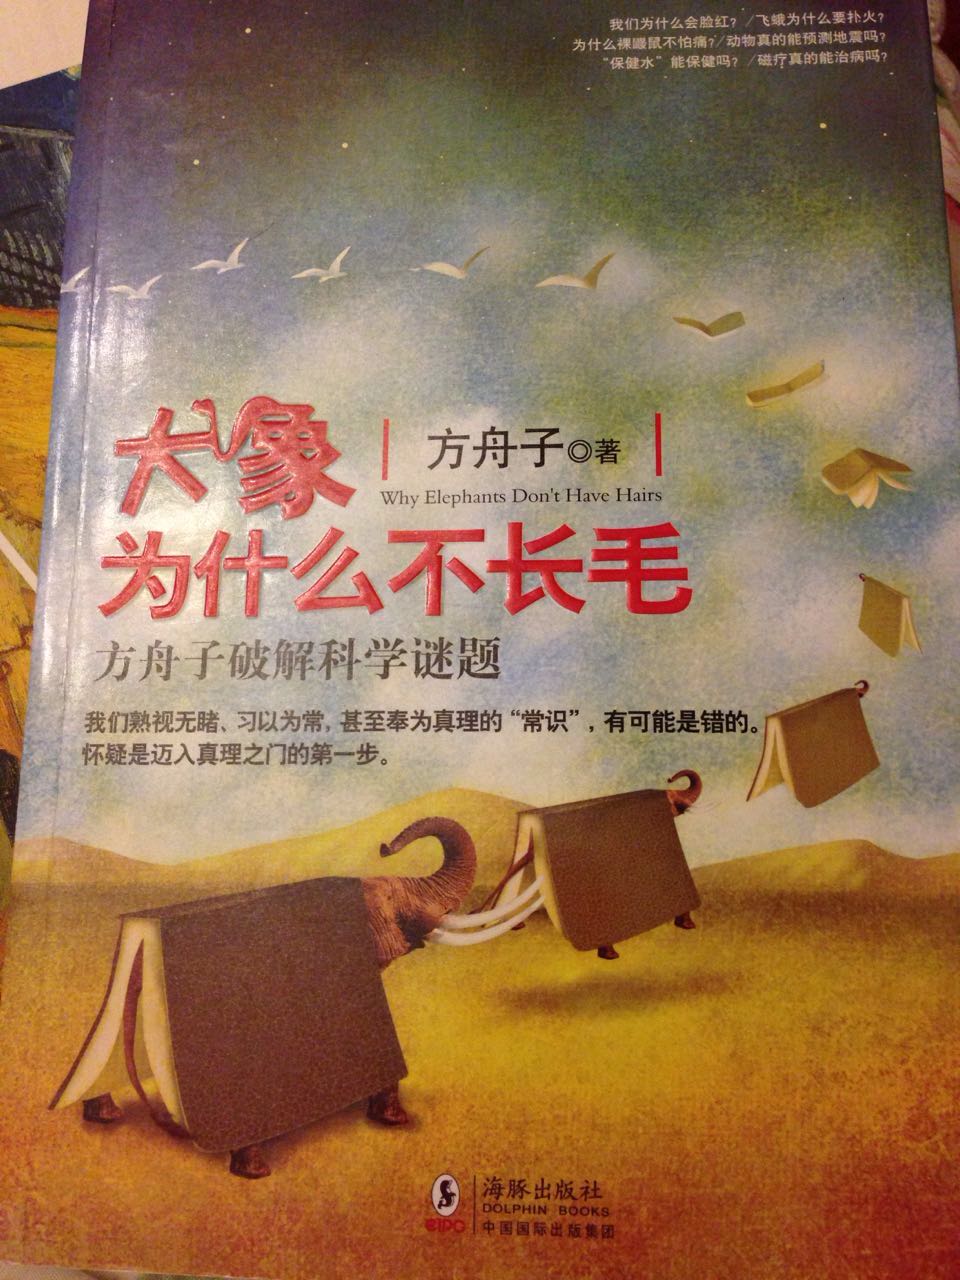 我们为什么会脸红？/飞蛾为什么要扑火？
为什么裸鼹鼠不怕痛？/动物真的能预测地震吗？
“保健水”能保健吗？/磁疗真的能治病吗？
大象
方舟子◎著
Why Elephants Don't Have Hairs
为什么不长毛
方舟子破解科学谜题
我们熟视无睹、习以为常，甚至奉为真理的“常识”，有可能是错的。
怀疑是迈入真理之门的第一步。
海豚出版社
DOLPHIN BOOKS
CIPG
中国国际出版集团